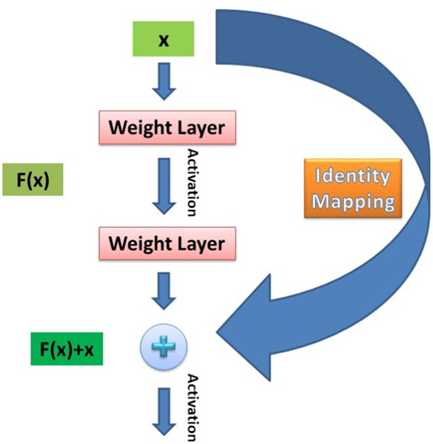 x
Weight Layer
Activation
F(x)
Identity
Mapping
Weight Layer
F(x)+x
+
Activation